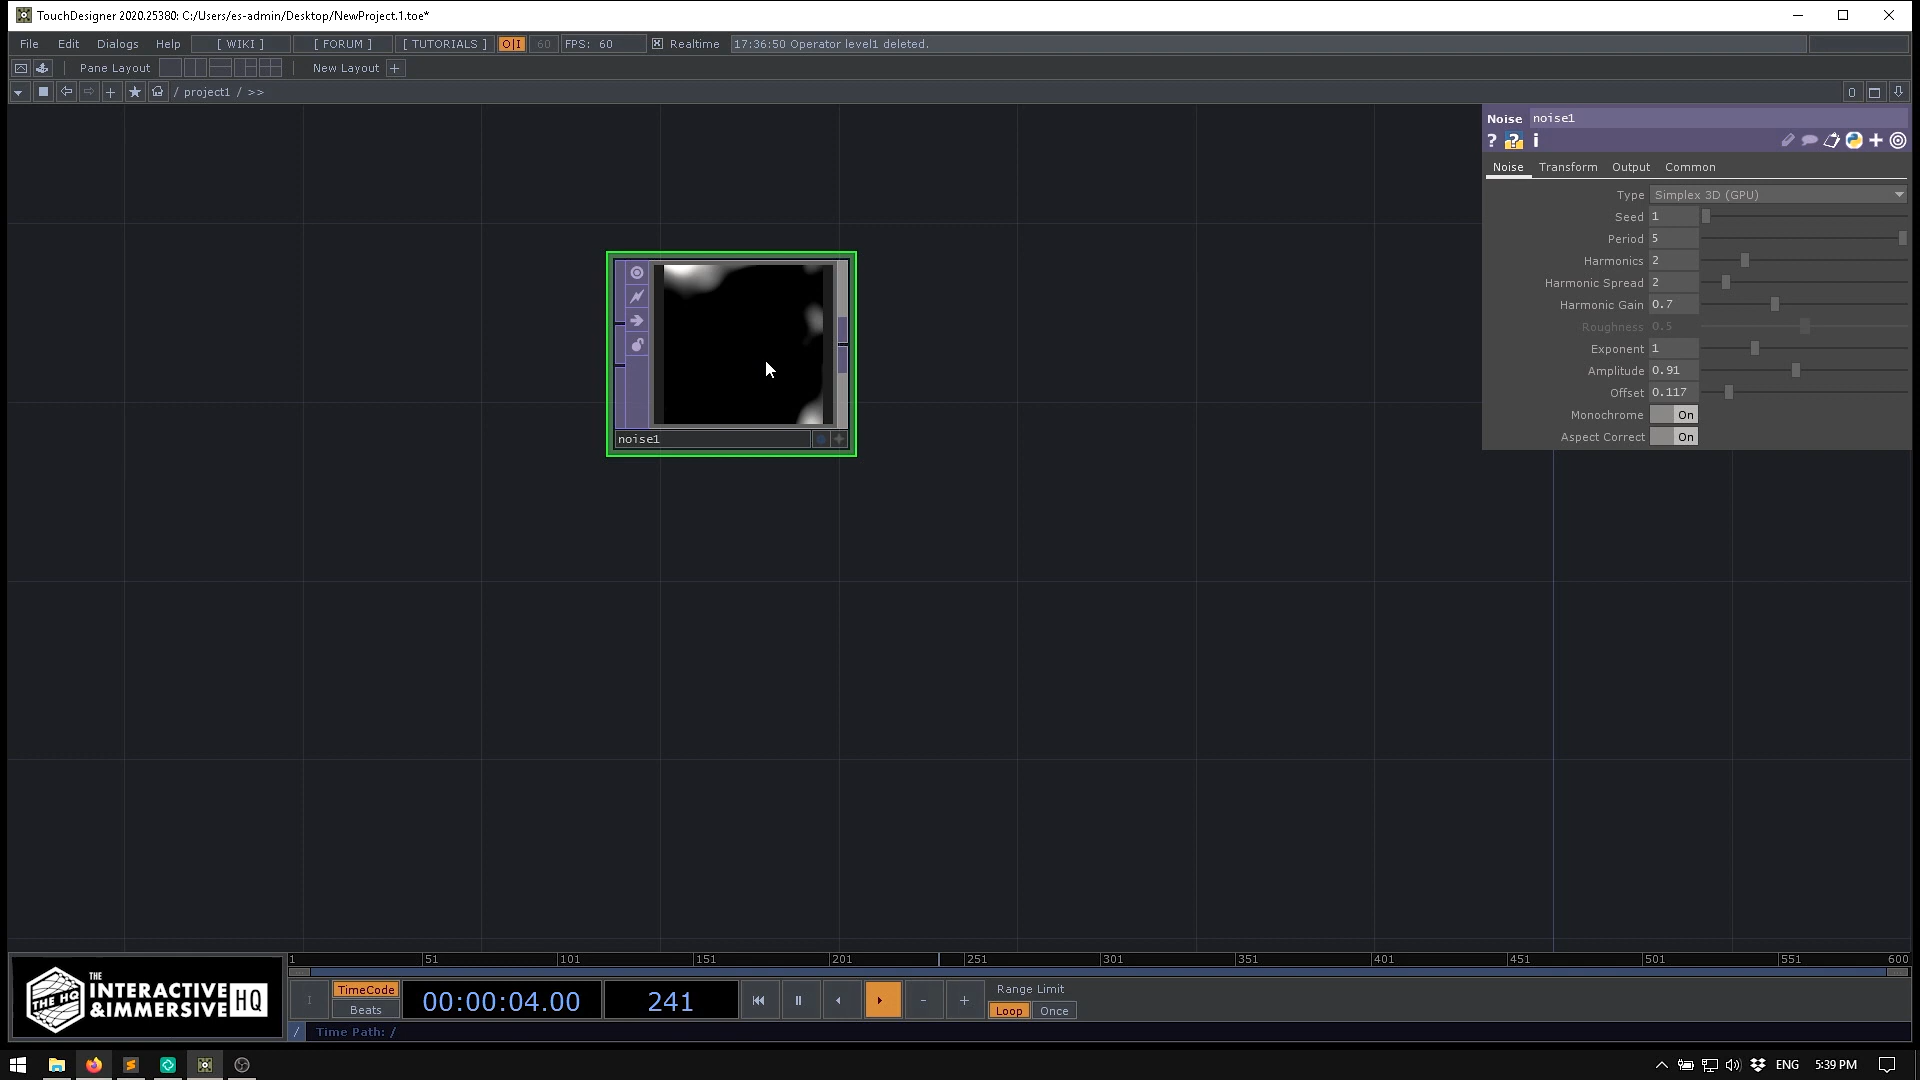 TouchDesigner 2020.25380: C:/Users/es-admin/Desktop/NewProject.1.toe*
File Edit Dialogs Help [ WIKI ] [ FORUM ] [ TUTORIALS ] O|I 60 FPS: 60 Realtime 17:36:50 Operator level1 deleted.
Pane Layout New Layout +
/ project1 / >> 0
Noise noise1
? ? i
Noise Transform Output Common
Type Simplex 3D (GPU)
Seed 1
Period 5
Harmonics 2
Harmonic Spread 2
Harmonic Gain 0.7
Roughness 0.5
Exponent 1
Amplitude 0.91
Offset 0.117
Monochrome On
Aspect Correct On
noise1
1 51 101 151 201 251 301 351 401 451 501 551 600
THE HQ
THE
INTERACTIVE
&IMMERSIVE HQ
I TimeCode 00:00:04.00 241 - + Range Limit
Beats Loop Once
/ Time Path: /
ENG 5:39 PM